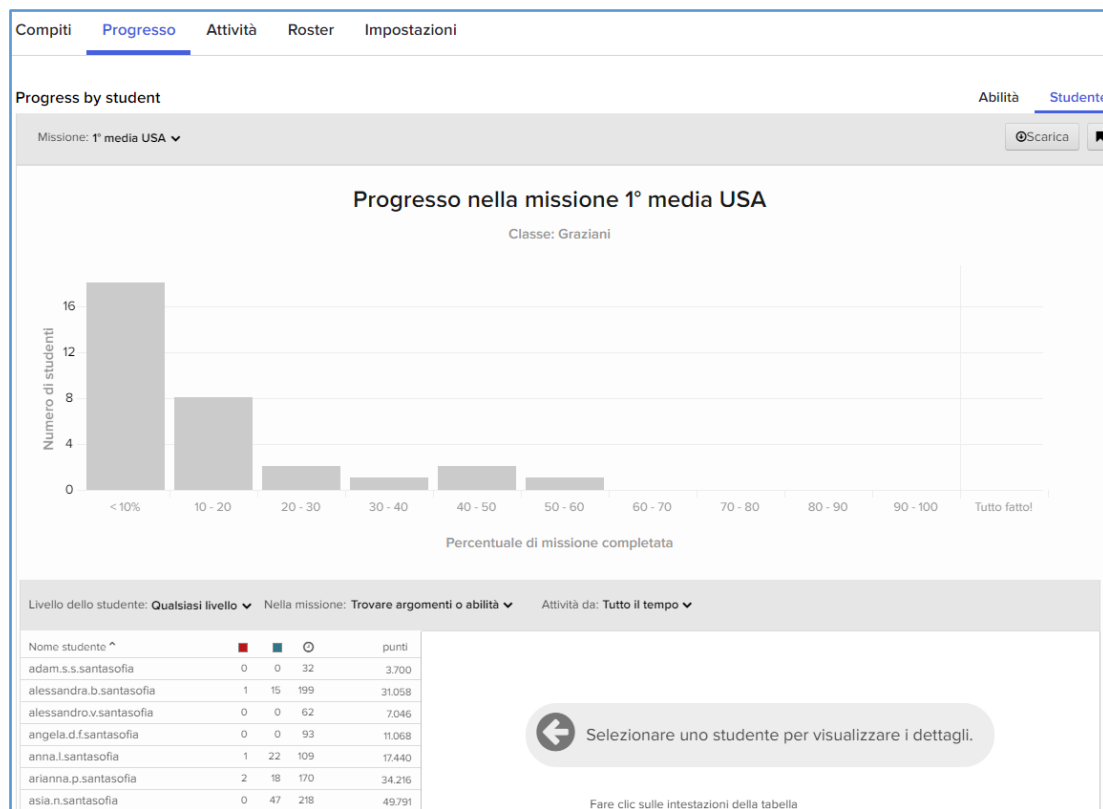 Compiti Progresso Attività Roster Impostazioni
Progress by student Abilità Studente
Missione: 1° media USA Scarica
Progresso nella missione 1° media USA
Classe: Graziani
Numero di studenti
16
12
8
4
0
<10% 10 - 20 20 - 30 30 - 40 40 - 50 50 - 60 60 - 70 70 - 80 80 - 90 90 - 100 Tutto fatto!
Percentuale di missione completata
Livello dello studente: Qualsiasi livello Nella missione: Trovare argomenti o abilità Attività da: Tutto il tempo
Nome studente ^ punti
adam.s.s.santasofia 0 0 32 3.700
alessandra.b.santasofia 1 15 199 31.058
alessandro.v.santasofia 0 0 62 7.046
angela.d.f.santasofia 0 0 93 11.068
anna.l.santasofia 1 22 109 17.440
arianna.p.santasofia 2 18 170 34.216
asia.n.santasofia 0 47 218 49.791
Selezionare uno studente per visualizzare i dettagli.
Fare clic sulle intestazioni della tabella